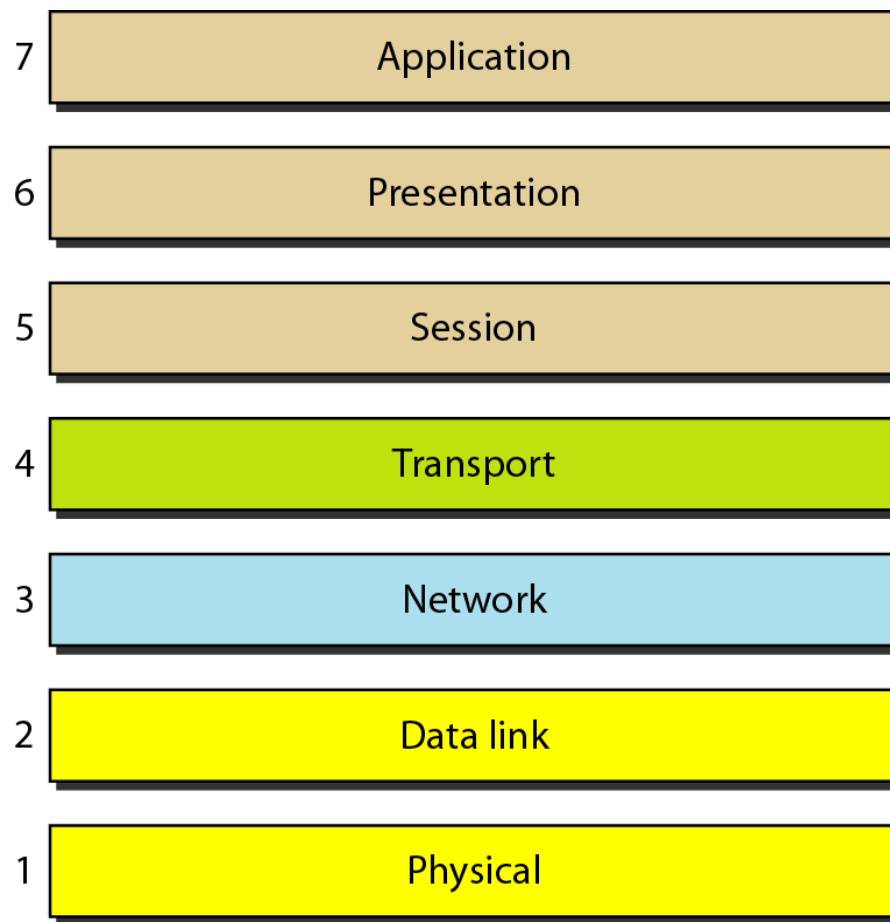 7 Application
6 Presentation
5 Session
4 Transport
3 Network
2 Data link
1 Physical